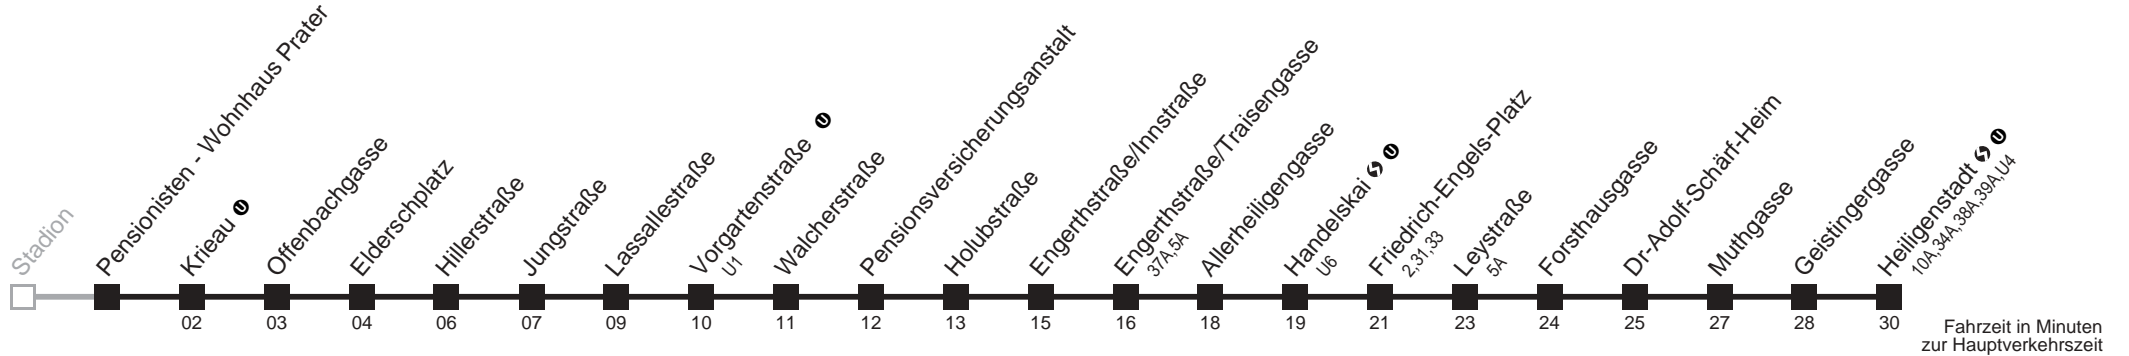 Stadion
Pensionisten - Wohnhaus Prater
Krieau U
02
Offenbachgasse
03
Elderschplatz
04
Hillerstraße
06
Jungstraße
07
Lassallestraße
09
Vorgartenstraße U
U1
10
Walcherstraße
11
Pensionsversicherungsanstalt
12
Holubstraße
13
Engerthstraße/Innstraße
15
Engerthstraße/Traisengasse
37A,5A
16
Allerheiligengasse
18
Handelskai S U
U6
19
Friedrich-Engels-Platz
2,31,33
21
Leystraße
5A
23
Forsthausgasse
24
Dr-Adolf-Schärf-Heim
25
Muthgasse
27
Geistingergasse
28
Heiligenstadt S U
10A,34A,38A,39A,U4
30
Fahrzeit in Minuten
zur Hauptverkehrszeit